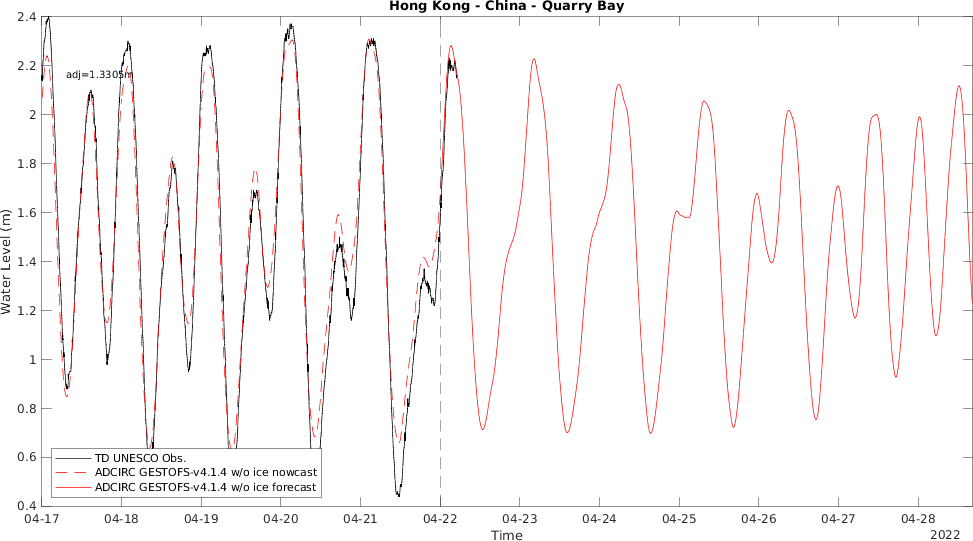 Hong Kong - China - Quarry Bay
2.4
2.2
2
1.8
1.6
1.4
1.2
1
0.8
0.6
0.4
Water Level (m)
adj=1.3305m
TD UNESCO Obs.
ADCIRC GESTOFS-v4.1.4 w/o ice nowcast
ADCIRC GESTOFS-v4.1.4 w/o ice forecast
04-17 04-18 04-19 04-20 04-21 04-22 04-23 04-24 04-25 04-26 04-27 04-28
Time
2022